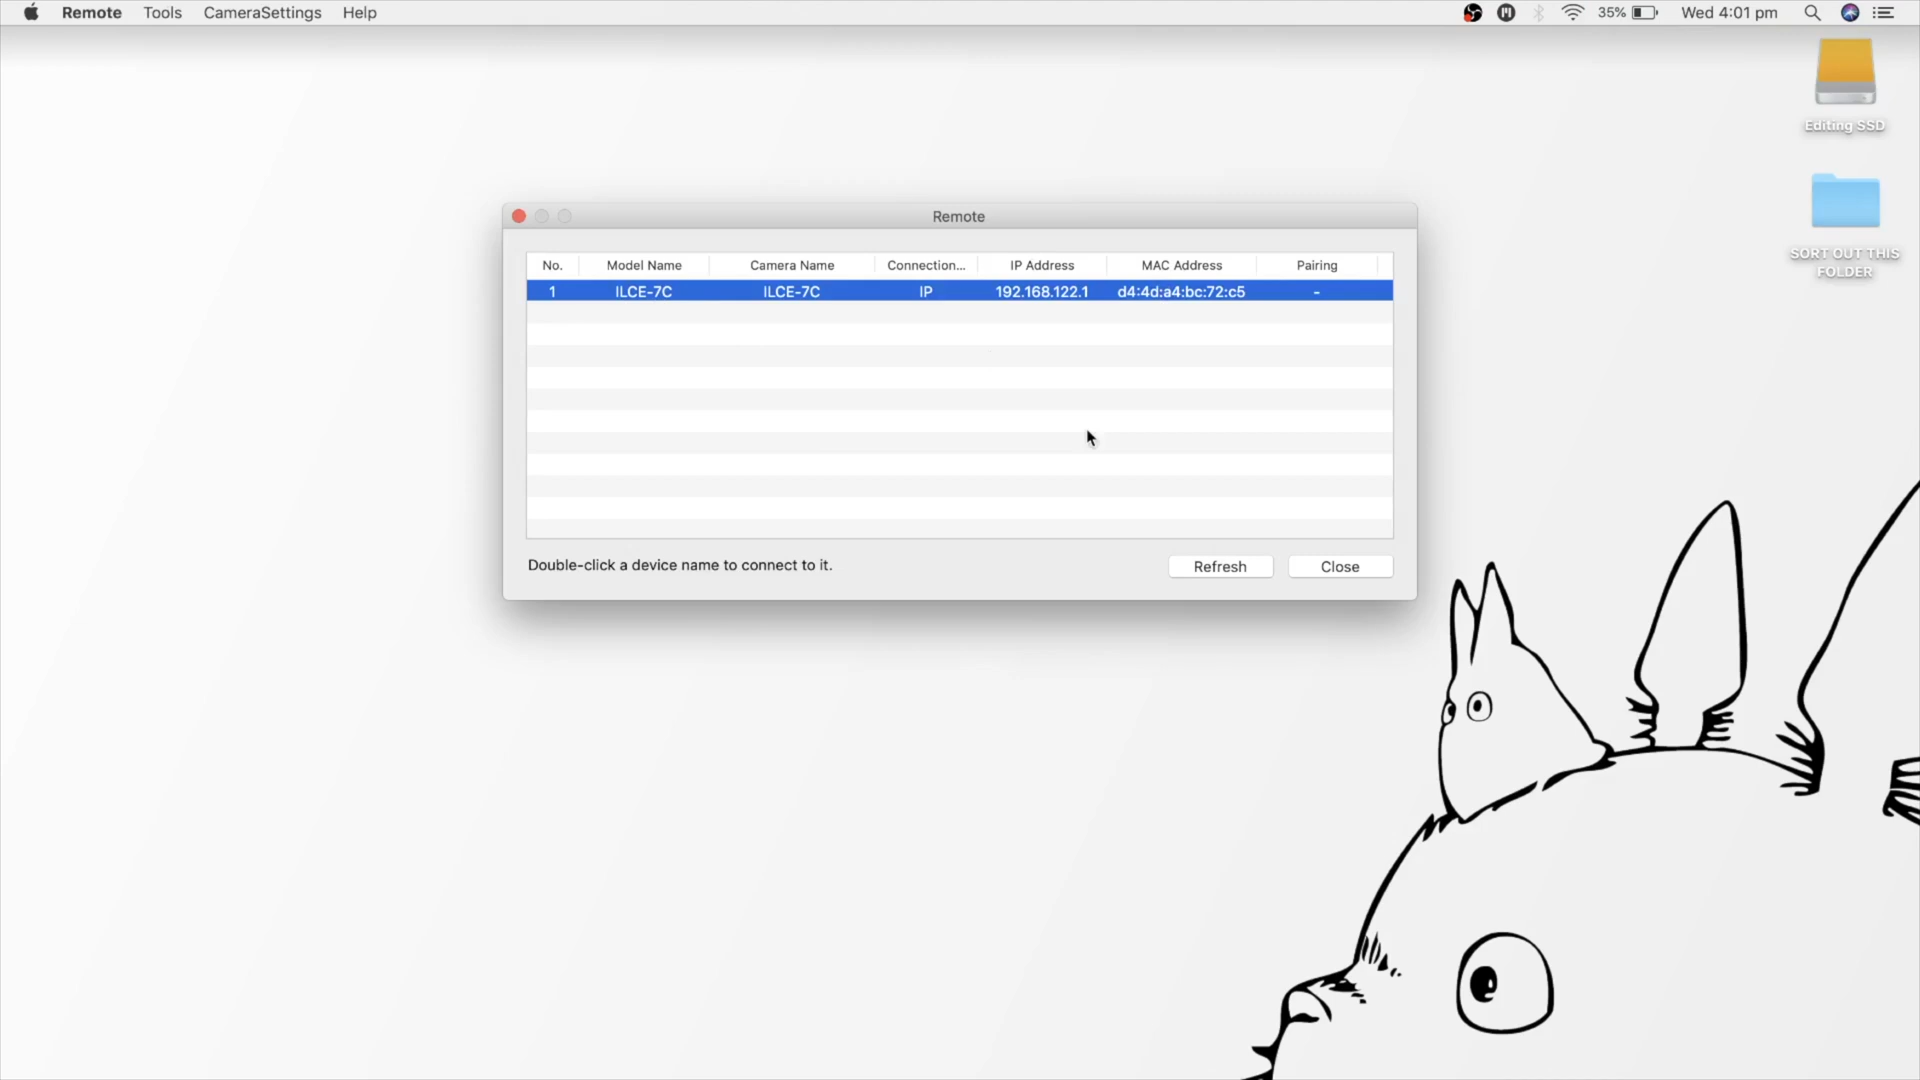 Remote Tools CameraSettings Help 35% Wed 4:01 pm
Editing SSD
SORT OUT THIS
FOLDER
Remote
No. Model Name Camera Name Connection... IP Address MAC Address Pairing
1 ILCE-7C ILCE-7C IP 192.168.122.1 d4:4d:a4:bc:72:c5 -
Double-click a device name to connect to it. Refresh Close